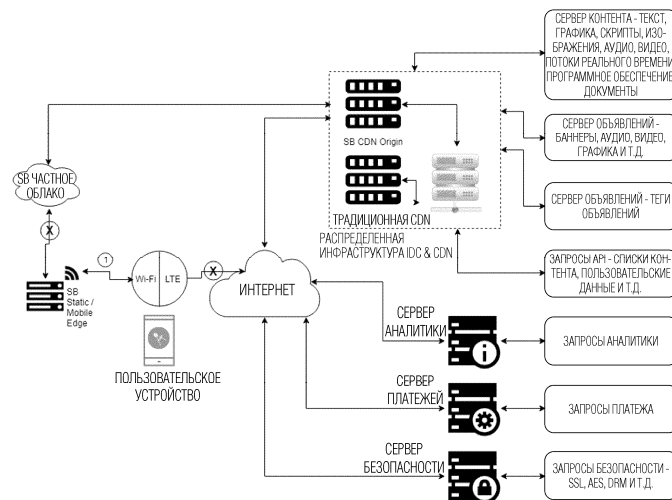 СЕРВЕР КОНТЕНТА - ТЕКСТ,
ГРАФИКА, СКРИПТЫ, ИЗО-
БРАЖЕНИЯ, АУДИО, ВИДЕО,
ПОТОКИ РЕАЛЬНОГО ВРЕМЕНИ
ПРОГРАММНОЕ ОБЕСПЕЧЕНИЕ
ДОКУМЕНТЫ
СЕРВЕР ОБЪЯВЛЕНИЙ -
БАННЕРЫ, АУДИО, ВИДЕО,
ГРАФИКА И Т.Д.
СЕРВЕР ОБЪЯВЛЕНИЙ - ТЕГИ
ОБЪЯВЛЕНИЙ
ЗАПРОСЫ API - СПИСКИ КОН-
ТЕНТА, ПОЛЬЗОВАТЕЛЬСКИЕ
ДАННЫЕ И Т.Д.
SB CDN Origin
ТРАДИЦИОННАЯ CDN
РАСПРЕДЕЛЕННАЯ
ИНФРАСТРУКТУРА IDC & CDN
SB ЧАСТНОЕ
ОБЛАКО
X
1
SB
Static /
Mobile
Edge
Wi-Fi
LTE
X
ИНТЕРНЕТ
ПОЛЬЗОВАТЕЛЬСКОЕ
УСТРОЙСТВО
СЕРВЕР
АНАЛИТИКИ
ЗАПРОСЫ АНАЛИТИКИ
СЕРВЕР
ПЛАТЕЖЕЙ
ЗАПРОСЫ ПЛАТЕЖА
СЕРВЕР
БЕЗОПАСНОСТИ
ЗАПРОСЫ БЕЗОПАСНОСТИ -
SSL, AES, DRM И Т.Д.